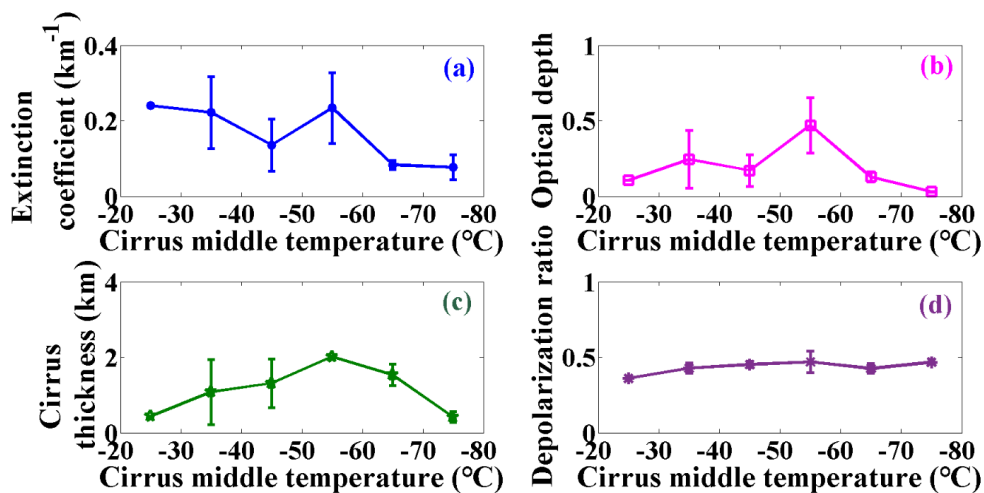 Extinction
coefficient (km-1)
0.4
0.2
0
(a)
-20 -30 -40 -50 -60 -70 -80
Cirrus middle temperature (°C)
Optical depth
1
0.5
0
(b)
-20 -30 -40 -50 -60 -70 -80
Cirrus middle temperature (°C)
Cirrus
thickness (km)
4
2
0
(c)
-20 -30 -40 -50 -60 -70 -80
Cirrus middle temperature (°C)
Depolarization ratio
1
0.5
0
(d)
-20 -30 -40 -50 -60 -70 -80
Cirrus middle temperature (°C)